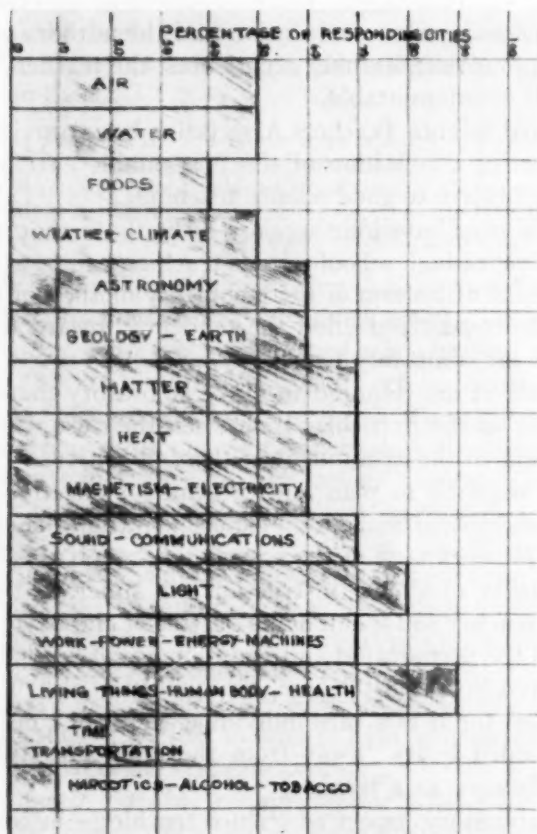 PERCENTAGE OF RESPONDING CITIES
AIR
WATER
FOODS
WEATHER-CLIMATE
ASTRONOMY
GEOLOGY-EARTH
MATTER
HEAT
MAGNETISM-ELECTRICITY
SOUND-COMMUNICATIONS
LIGHT
WORK-POWER-ENERGY-MACHINES
LIVING THINGS-HUMAN BODY-HEALTH
TIME
TRANSPORTATION
NARCOTICS-ALCOHOL-TOBACCO